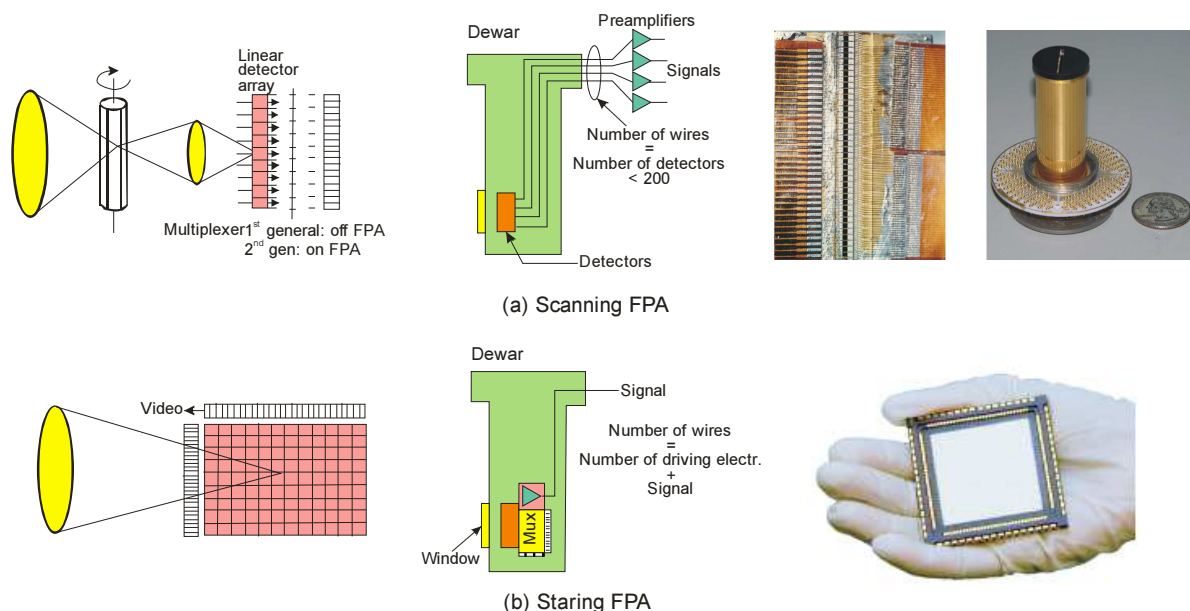 Linear
detector
array
Multiplexer 1st general: off FPA
2nd gen: on FPA
Dewar
Preamplifiers
Signals
Number of wires
=
Number of detectors
< 200
Detectors
(a) Scanning FPA
Video
Dewar
Signal
Number of wires
=
Number of driving electr.
+
Signal
Mux
Window
(b) Staring FPA